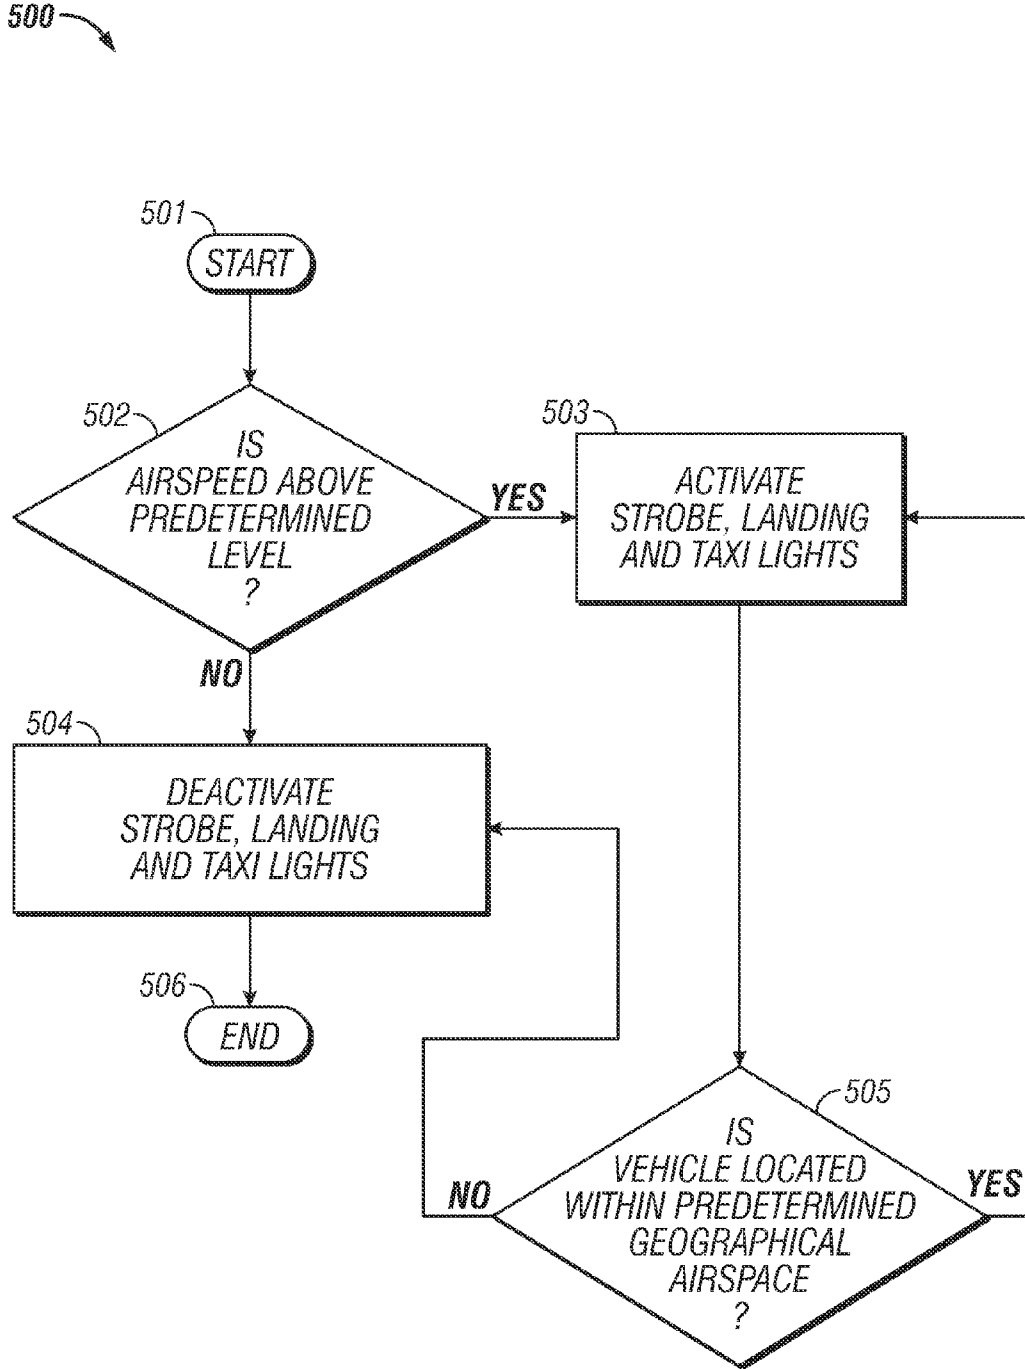 500
501
START
502
IS
AIRSPEED ABOVE
PREDETERMINED
LEVEL
?
YES
503
ACTIVATE
STROBE, LANDING
AND TAXI LIGHTS
NO
504
DEACTIVATE
STROBE, LANDING
AND TAXI LIGHTS
506
END
505
IS
VEHICLE LOCATED
WITHIN PREDETERMINED
GEOGRAPHICAL
AIRSPACE
?
NO
YES